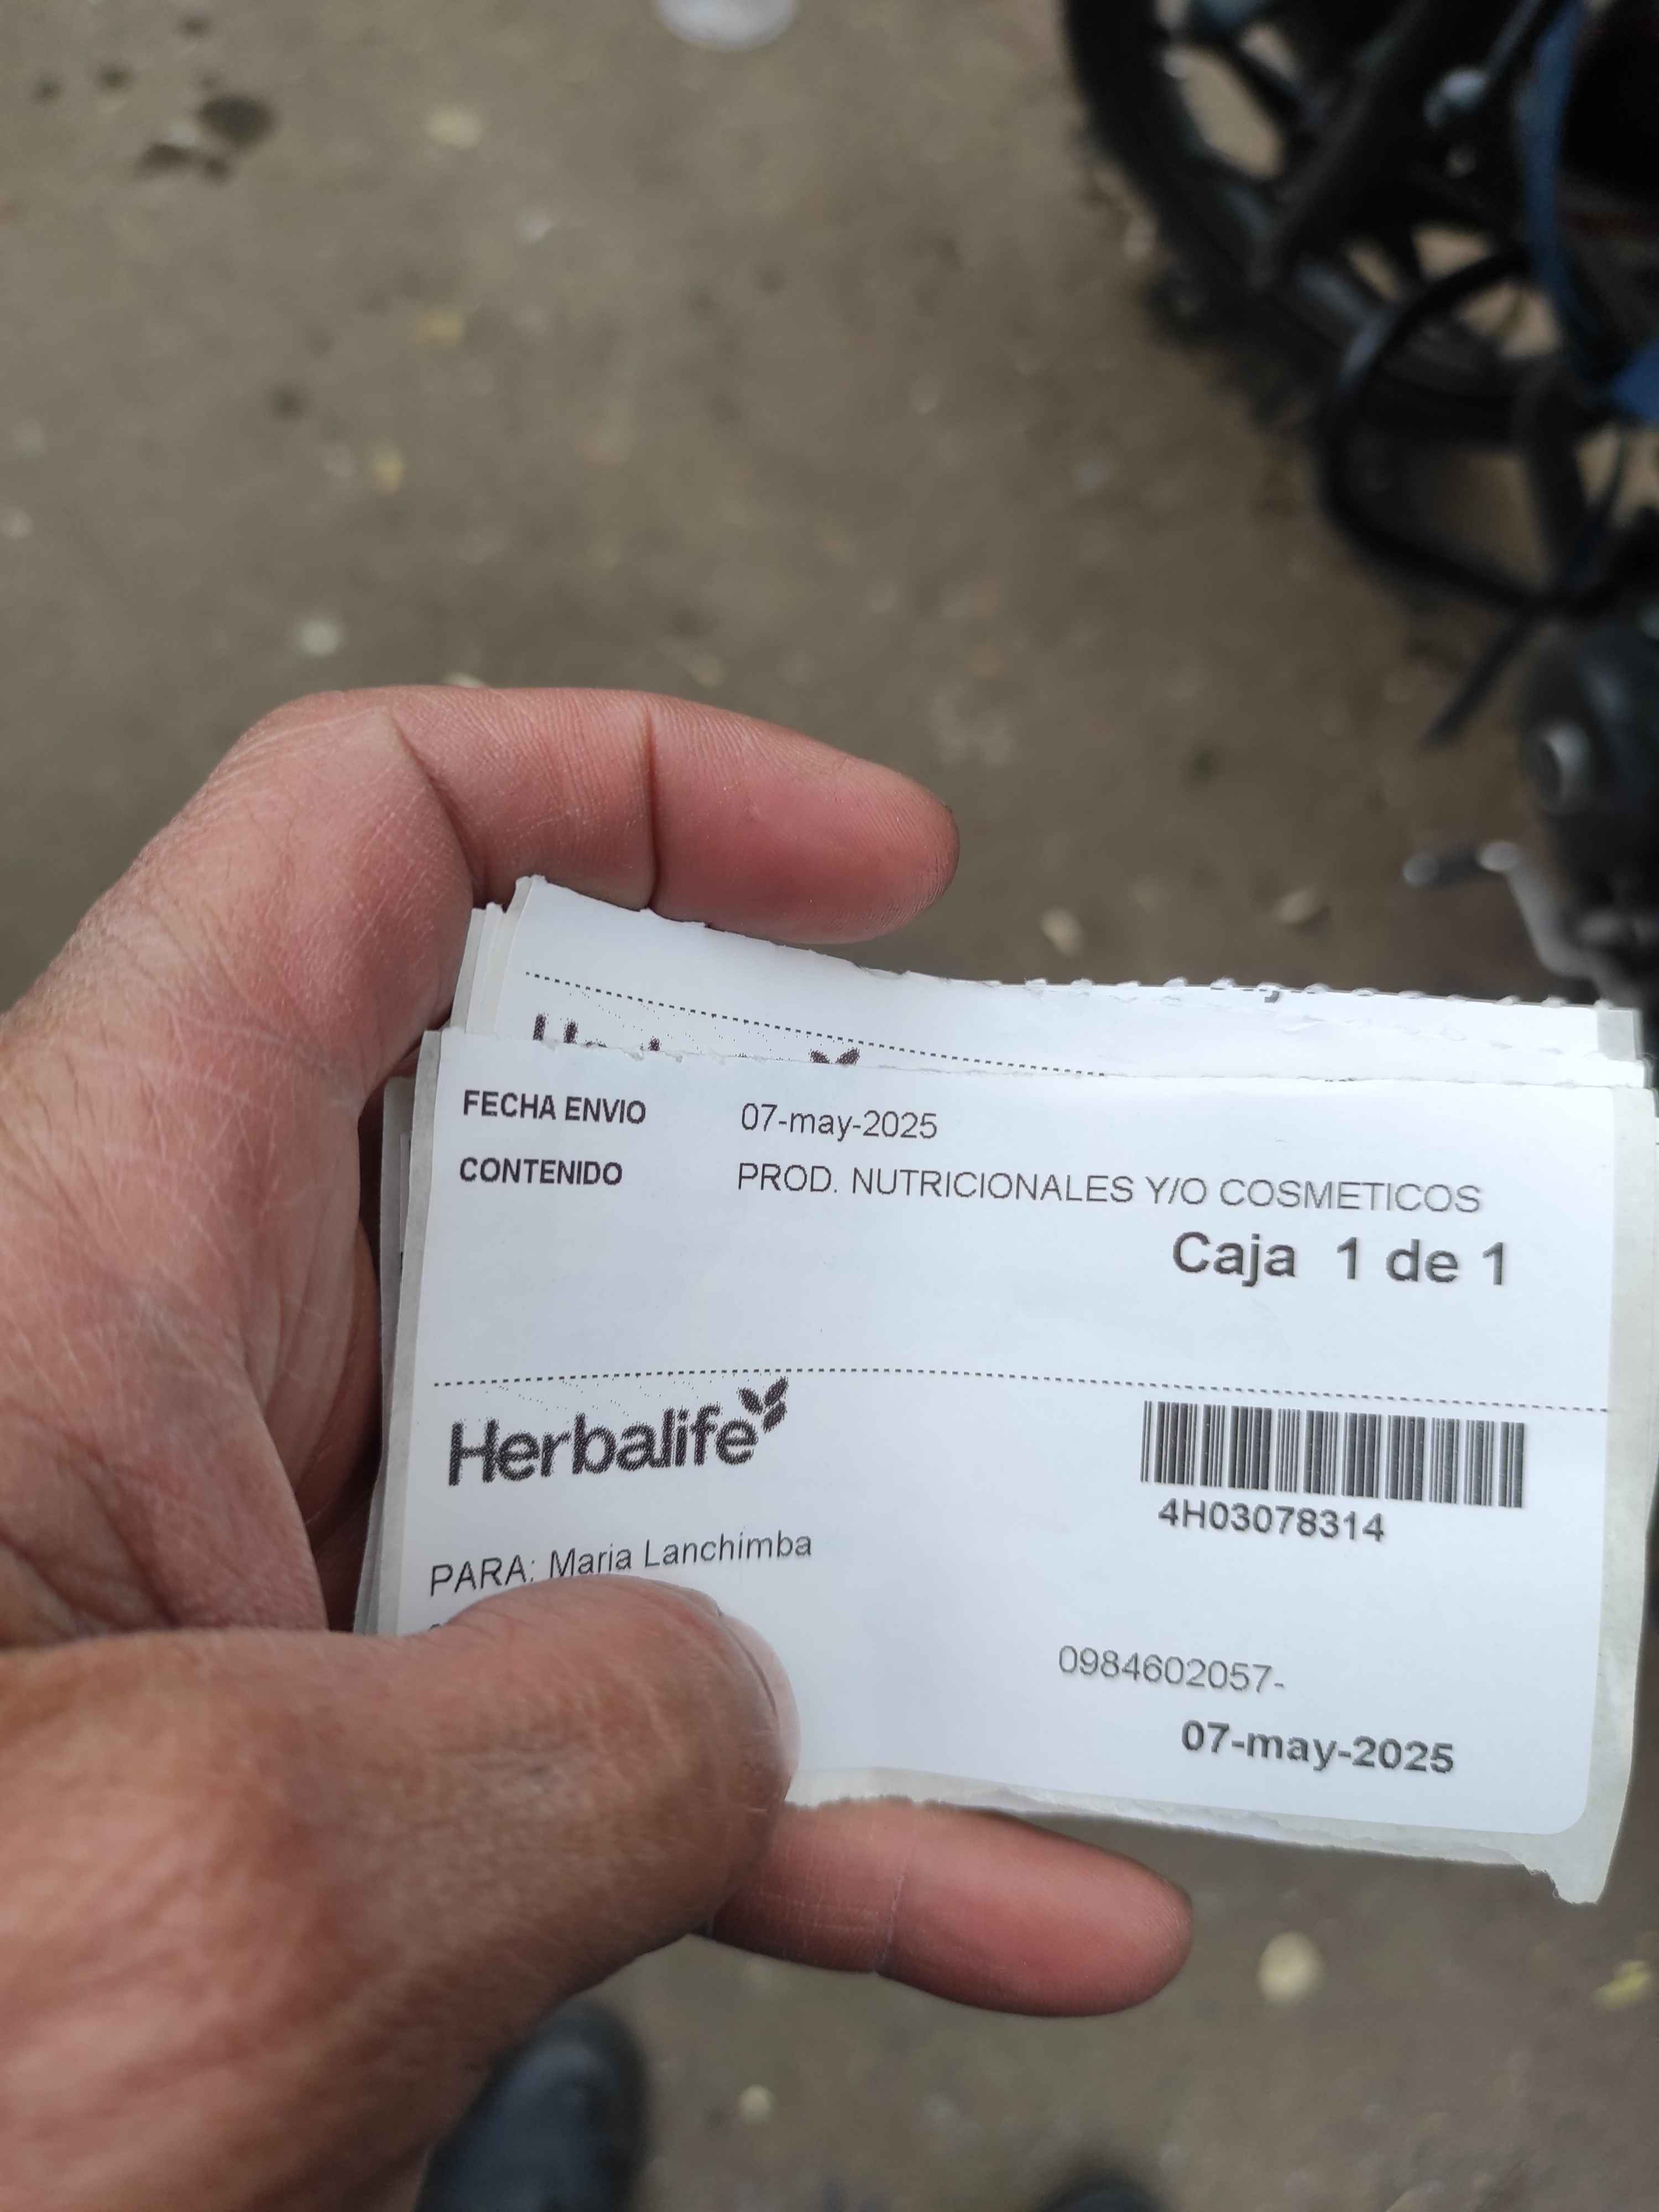 FECHA ENVIO 07-may-2025
CONTENIDO PROD. NUTRICIONALES Y/O COSMETICOS
Caja 1 de 1
Herbalife
4H03078314
PARA: Maria Lanchimba
0984602057-
07-may-2025